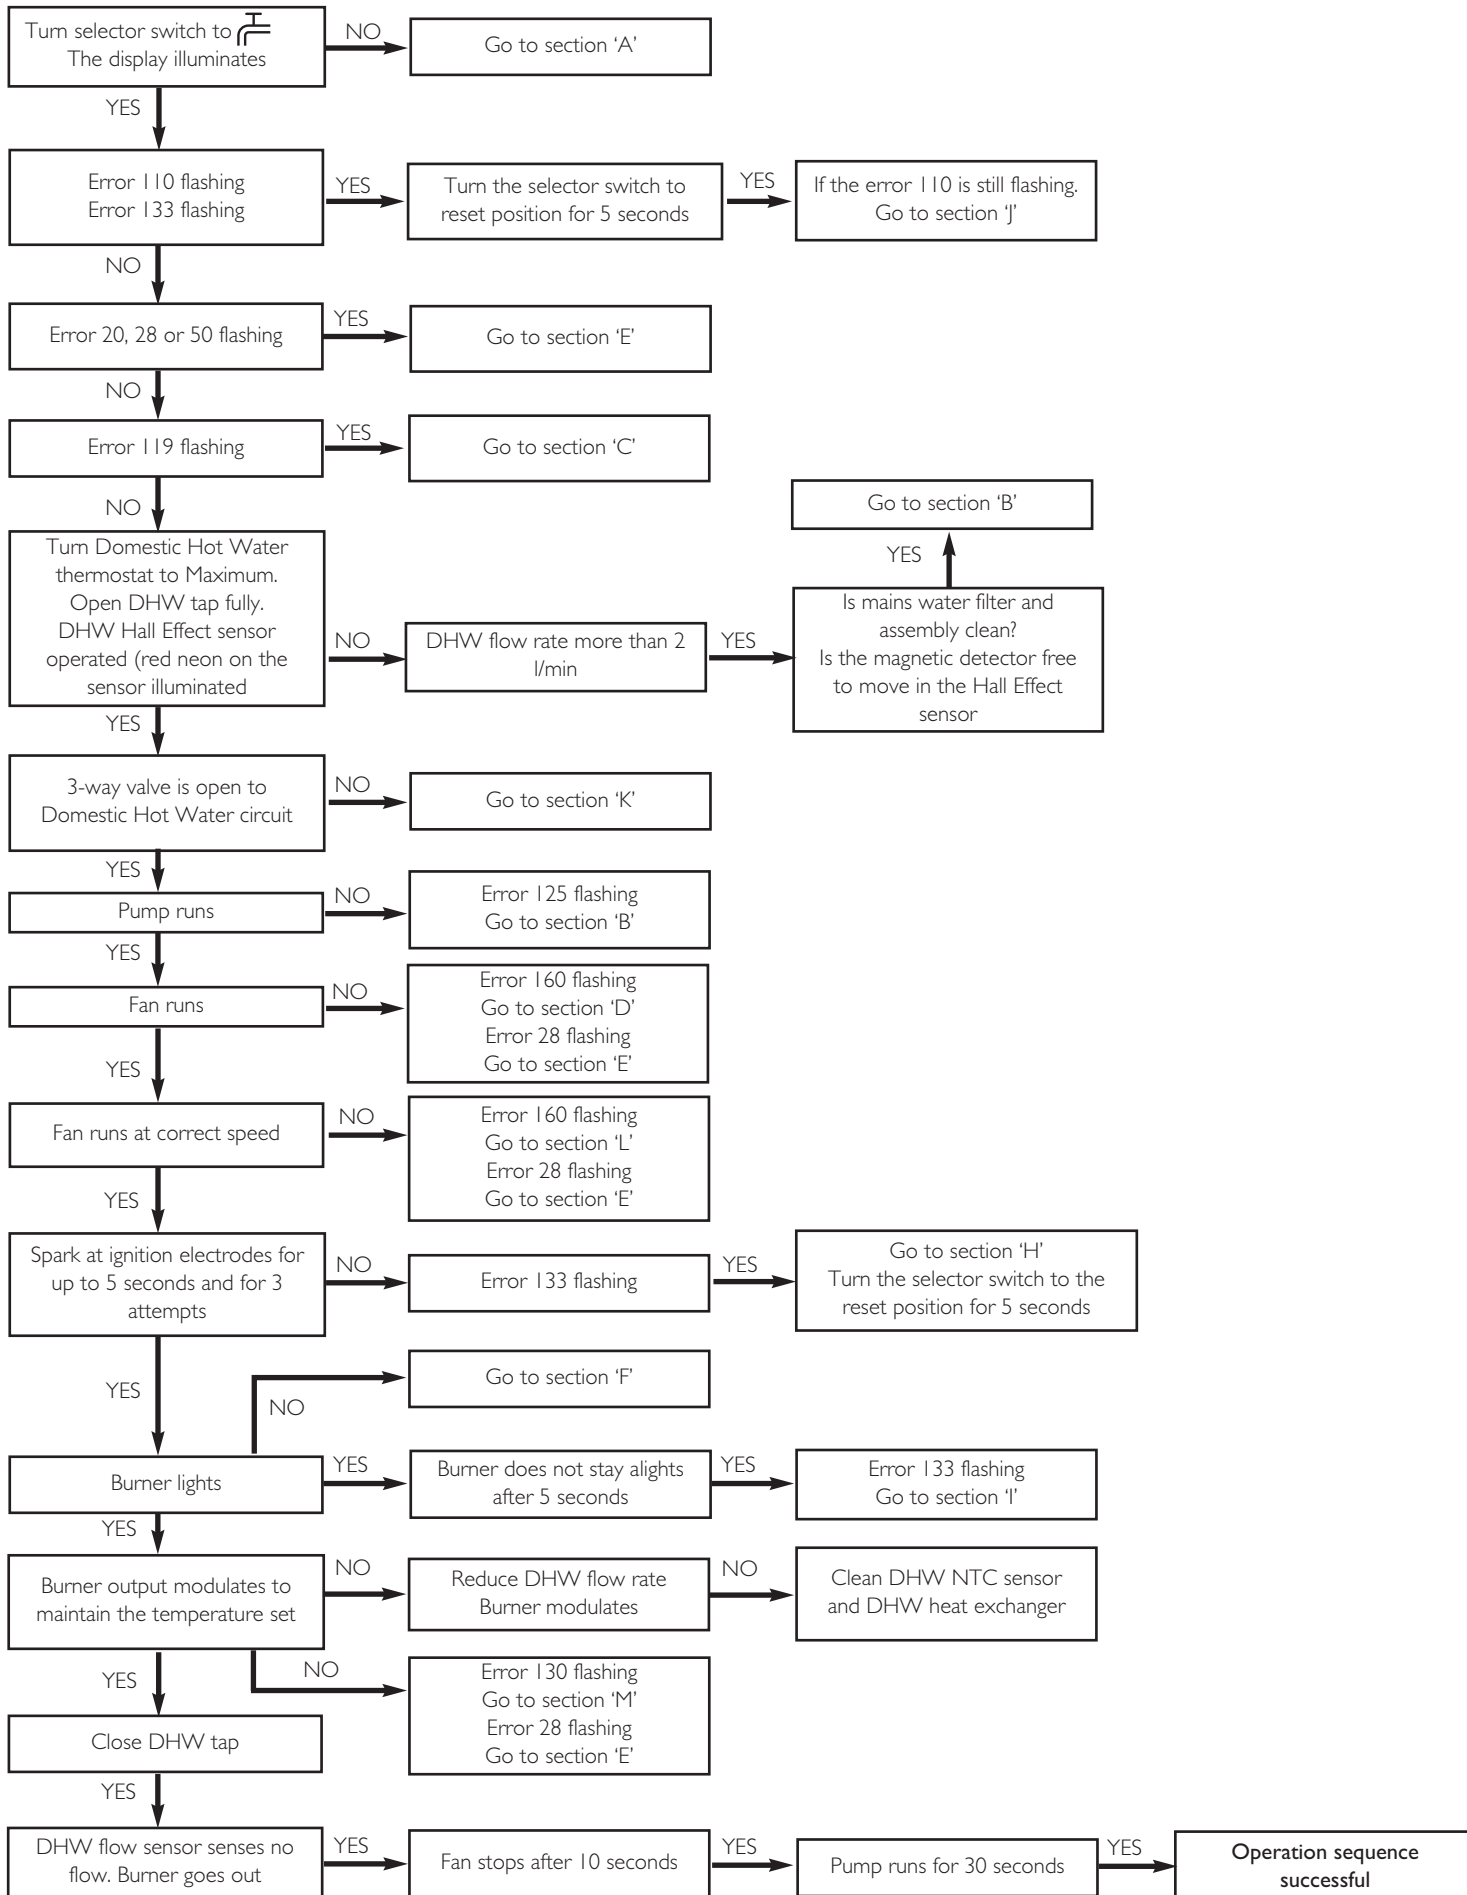 Turn selector switch to
The display illuminates
NO
Go to section ‘A’
YES
Error 110 flashing
Error 133 flashing
YES
Turn the selector switch to
reset position for 5 seconds
YES
If the error 110 is still flashing.
Go to section ‘J’
NO
Error 20, 28 or 50 flashing
YES
Go to section ‘E’
NO
Error 119 flashing
YES
Go to section ‘C’
NO
Turn Domestic Hot Water
thermostat to Maximum.
Open DHW tap fully.
DHW Hall Effect sensor
operated (red neon on the
sensor illuminated
NO
DHW flow rate more than 2
l/min
YES
Is mains water filter and
assembly clean?
Is the magnetic detector free
to move in the Hall Effect
sensor
YES
Go to section ‘B’
YES
3-way valve is open to
Domestic Hot Water circuit
NO
Go to section ‘K’
YES
Pump runs
NO
Error 125 flashing
Go to section ‘B’
YES
Fan runs
NO
Error 160 flashing
Go to section ‘D’
Error 28 flashing
Go to section ‘E’
YES
Fan runs at correct speed
NO
Error 160 flashing
Go to section ‘L’
Error 28 flashing
Go to section ‘E’
YES
Spark at ignition electrodes for
up to 5 seconds and for 3
attempts
NO
Error 133 flashing
YES
Go to section ‘H’
Turn the selector switch to the
reset position for 5 seconds
YES
NO
Go to section ‘F’
Burner lights
YES
Burner does not stay alights
after 5 seconds
YES
Error 133 flashing
Go to section ‘I’
YES
Burner output modulates to
maintain the temperature set
NO
Reduce DHW flow rate
Burner modulates
NO
Clean DHW NTC sensor
and DHW heat exchanger
NO
Error 130 flashing
Go to section ‘M’
Error 28 flashing
Go to section ‘E’
YES
Close DHW tap
YES
DHW flow sensor senses no
flow. Burner goes out
YES
Fan stops after 10 seconds
YES
Pump runs for 30 seconds
YES
Operation sequence
successful